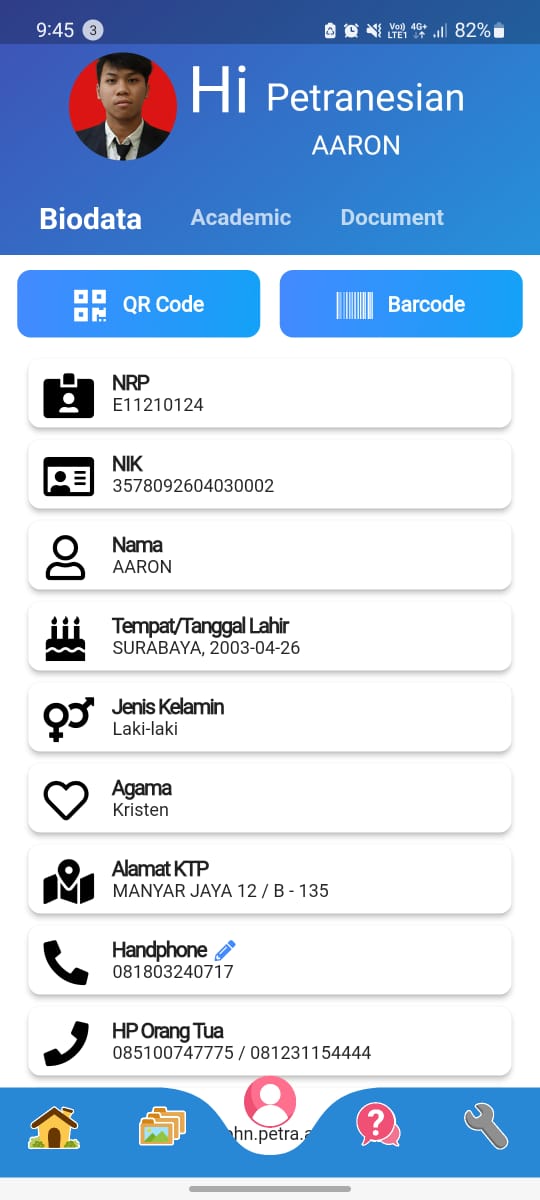 9:45 3 Vo)) LTE1 4G+ 82%
Hi Petranesian
AARON
Biodata Academic Document
QR Code Barcode
NRP
E11210124
NIK
3578092604030002
Nama
AARON
Tempat/Tanggal Lahir
SURABAYA, 2003-04-26
Jenis Kelamin
Laki-laki
Agama
Kristen
Alamat KTP
MANYAR JAYA 12 / B - 135
Handphone
081803240717
HP Orang Tua
085100747775 / 081231154444
?
hn.petra.a